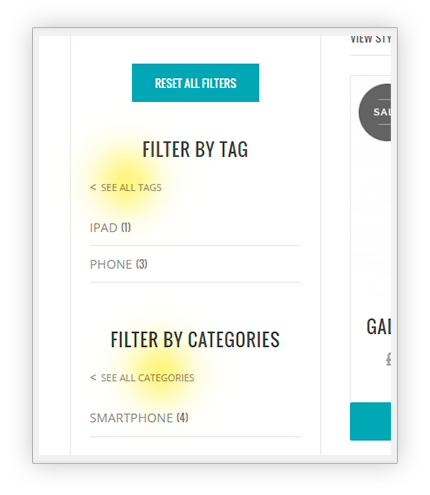 VIEW STY
RESET ALL FILTERS
SAL
FILTER BY TAG
< SEE ALL TAGS
IPAD (1)
PHONE (3)
GAL
FILTER BY CATEGORIES
£
< SEE ALL CATEGORIES
SMARTPHONE (4)